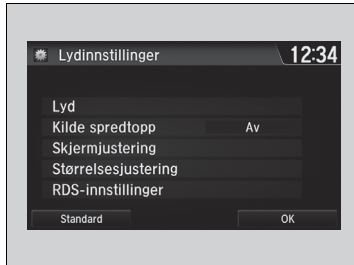 Lydinnstillinger 12:34
Lyd
Kilde spredtopp Av
Skjermjustering
Størrelsesjustering
RDS-innstillinger
Standard OK